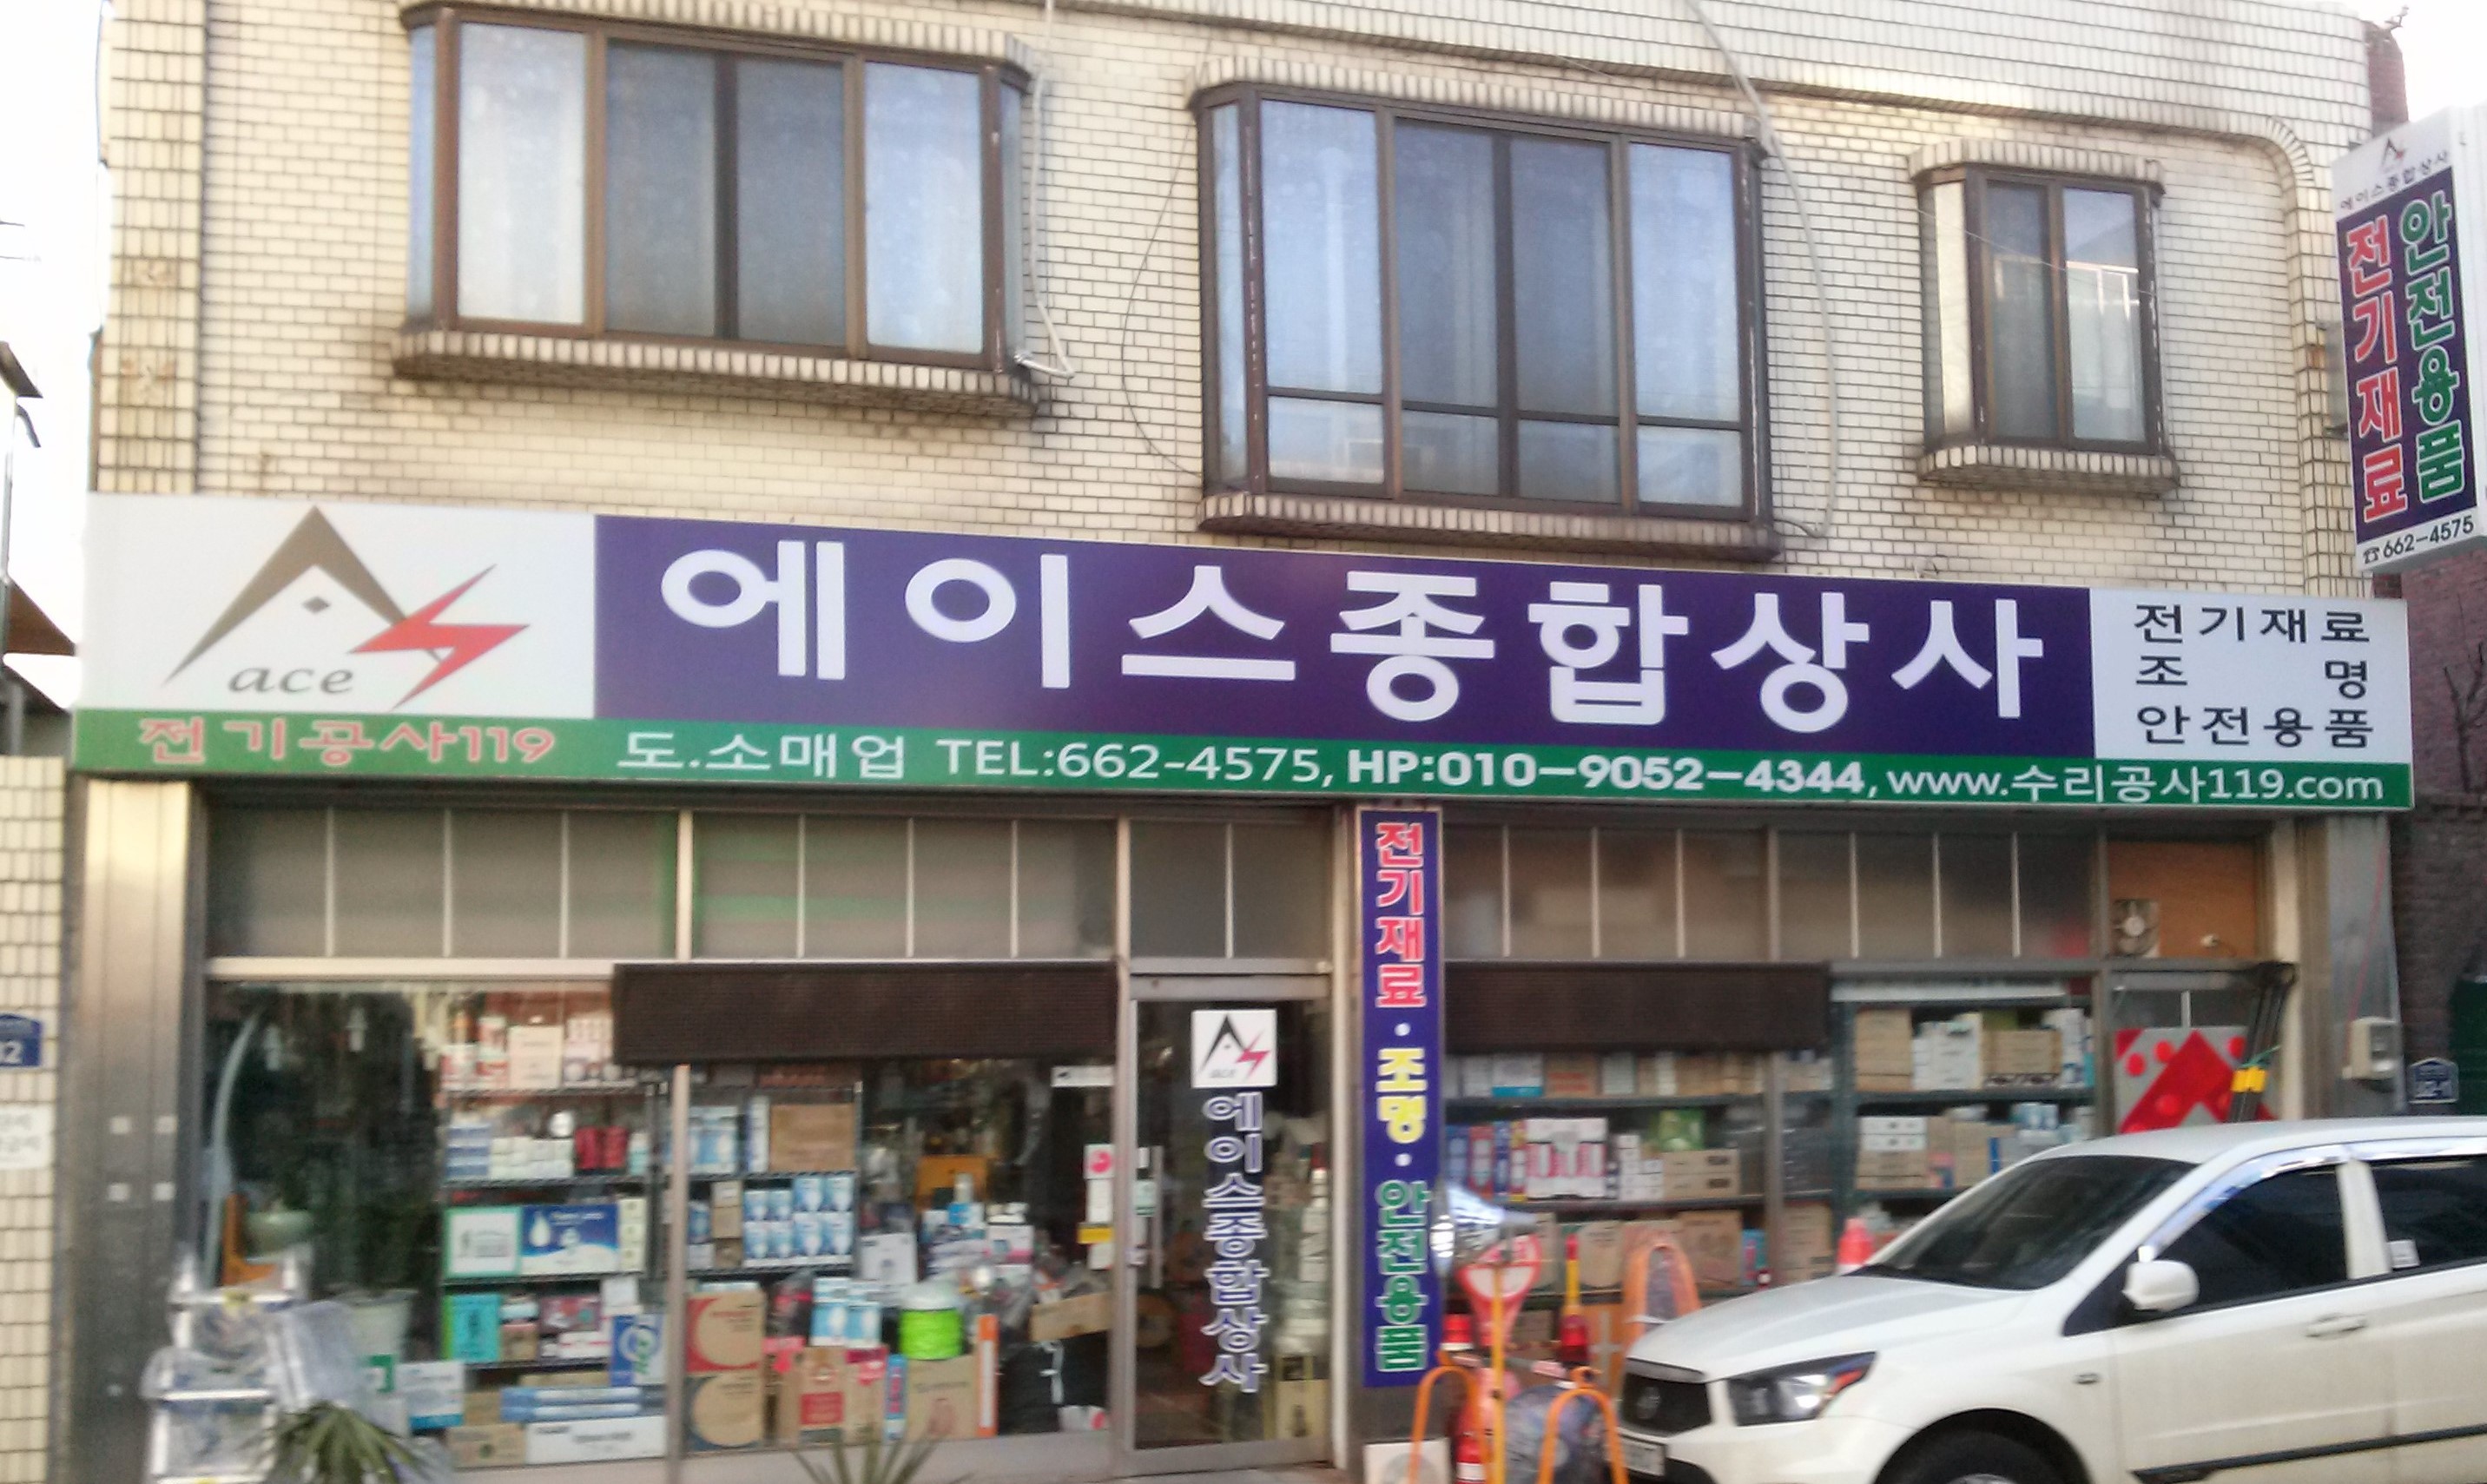 에이스종합상사
안전용품
전기재료
☎662-4575
ace
에이스종합상사
전기재료
조명
안전용품
전기공사119
도.소매업 TEL:662-4575, HP:010-9052-4344, www.수리공사119.com
전기재료·조명·안전용품
ace
에이스종합상사